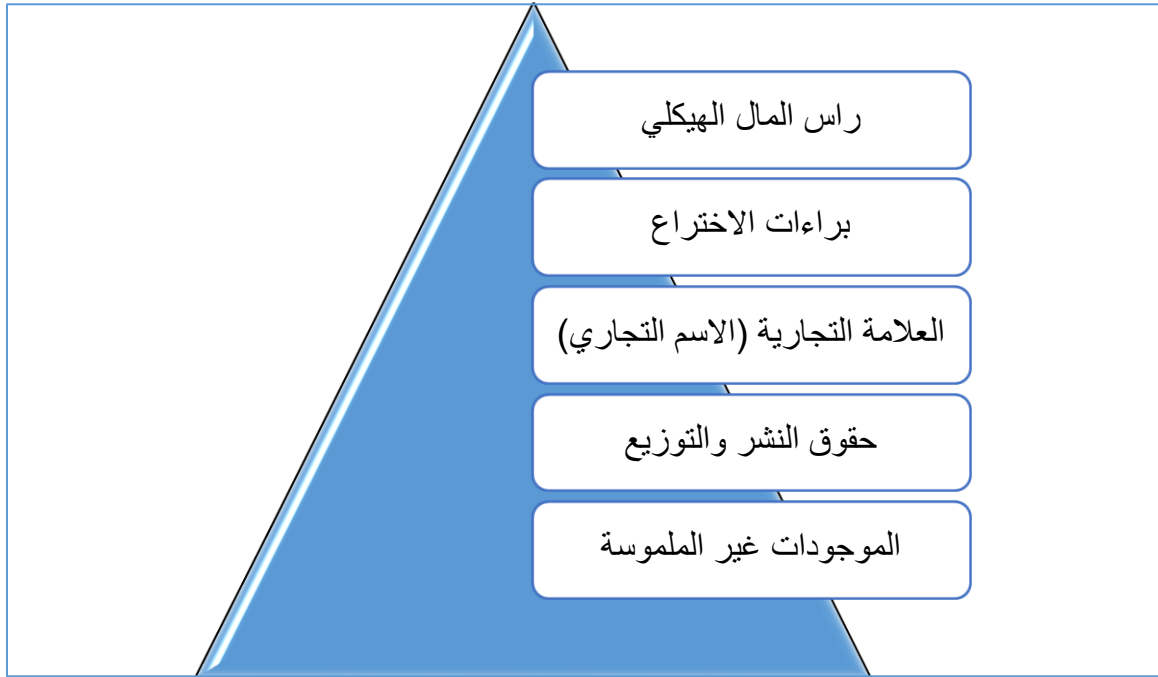 راس المال الهيكلي
براءات الاختراع
العلامة التجارية (الاسم التجاري)
حقوق النشر والتوزيع
الموجودات غير الملموسة